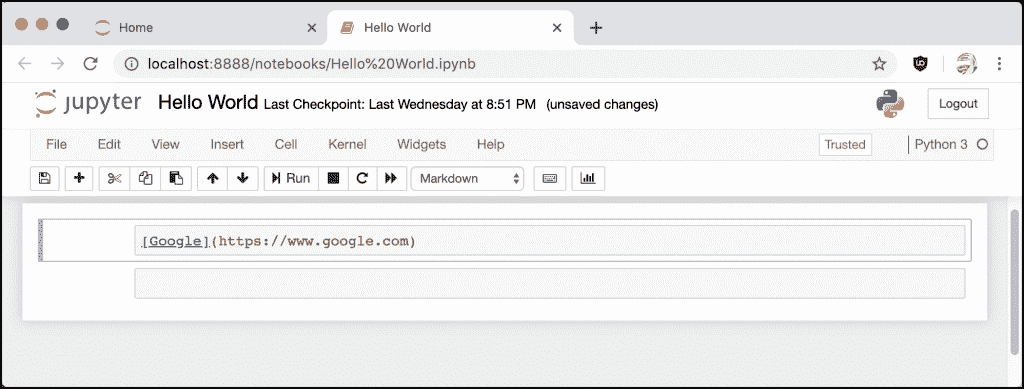 Home
Hello World
localhost:8888/notebooks/Hello%20World.ipynb
jupyter Hello World Last Checkpoint: Last Wednesday at 8:51 PM (unsaved changes)
Logout
File Edit View Insert Cell Kernel Widgets Help
Trusted
Python 3
Run
Markdown
[Google](https://www.google.com)